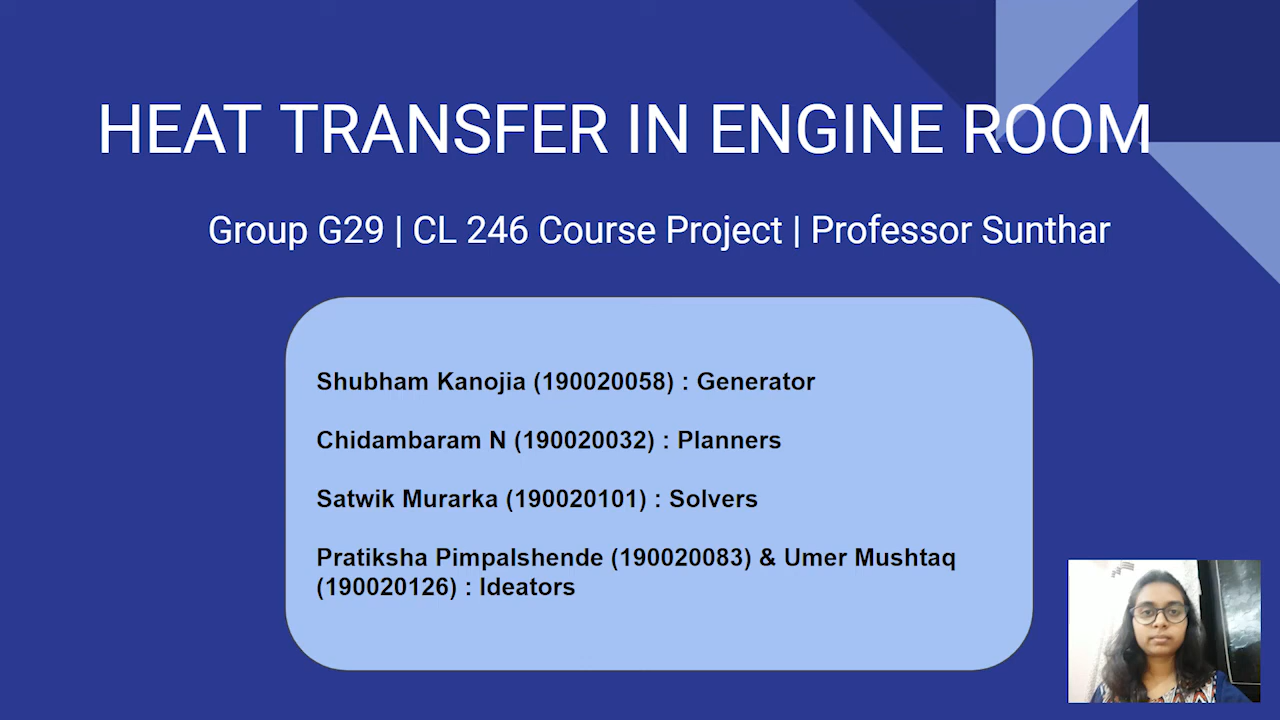 HEAT TRANSFER IN ENGINE ROOM
Group G29 | CL 246 Course Project | Professor Sunthar
Shubham Kanojia (190020058) : Generator
Chidambaram N (190020032) : Planners
Satwik Murarka (190020101) : Solvers
Pratiksha Pimpalshende (190020083) & Umer Mushtaq
(190020126) : Ideators